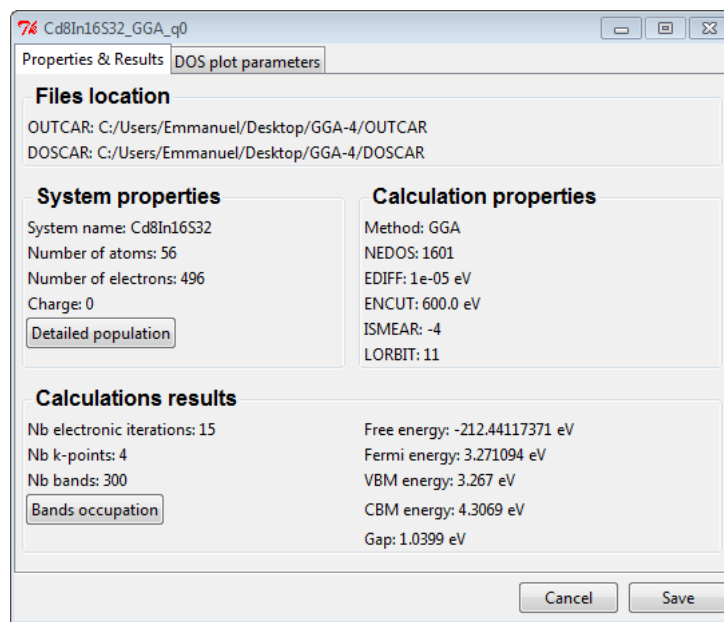 Cd8In16S32_GGA_q0
Properties & Results
DOS plot parameters
Files location
OUTCAR: C:/Users/Emmanuel/Desktop/GGA-4/OUTCAR
DOSCAR: C:/Users/Emmanuel/Desktop/GGA-4/DOSCAR
System properties
System name: Cd8In16S32
Number of atoms: 56
Number of electrons: 496
Charge: 0
Detailed population
Calculation properties
Method: GGA
NEDOS: 1601
EDIFF: 1e-05 eV
ENCUT: 600.0 eV
ISMEAR: -4
LORBIT: 11
Calculations results
Nb electronic iterations: 15
Nb k-points: 4
Nb bands: 300
Bands occupation
Free energy: -212.44117371 eV
Fermi energy: 3.271094 eV
VBM energy: 3.267 eV
CBM energy: 4.3069 eV
Gap: 1.0399 eV
Cancel
Save